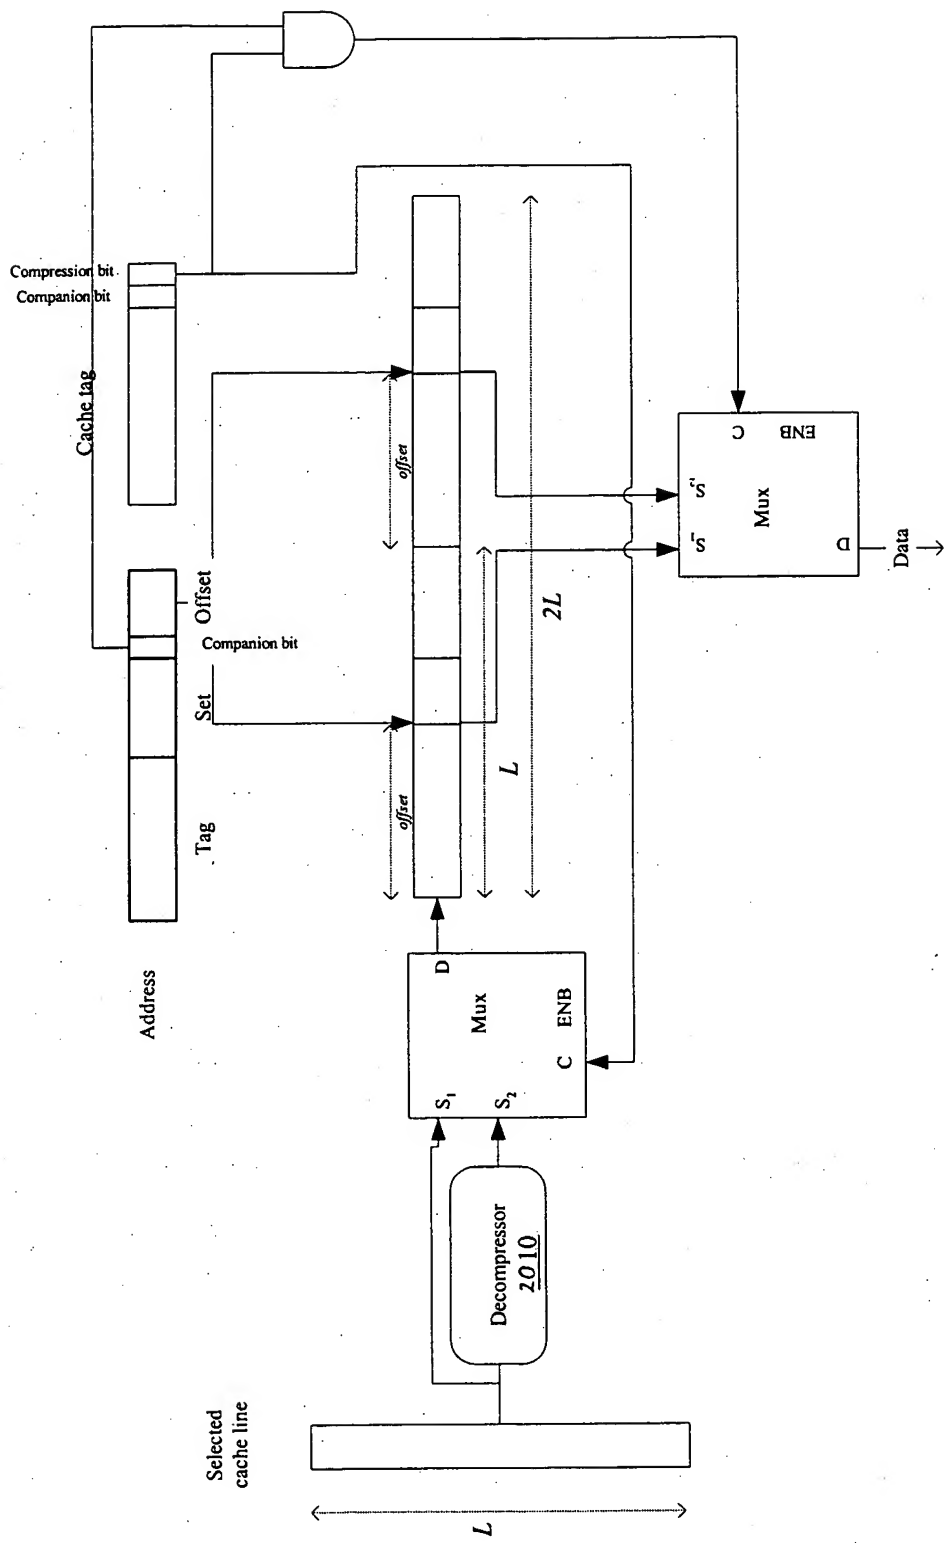 Compression bit
Companion bit
Cache tag
Offset
Companion bit
Set
Tag
Address
offset
offset
L
2L
S₁
S₂
Mux
C
ENB
D
Data
D
Mux
S₁
S₂
C
ENB
Decompressor
2010
Selected
cache line
L